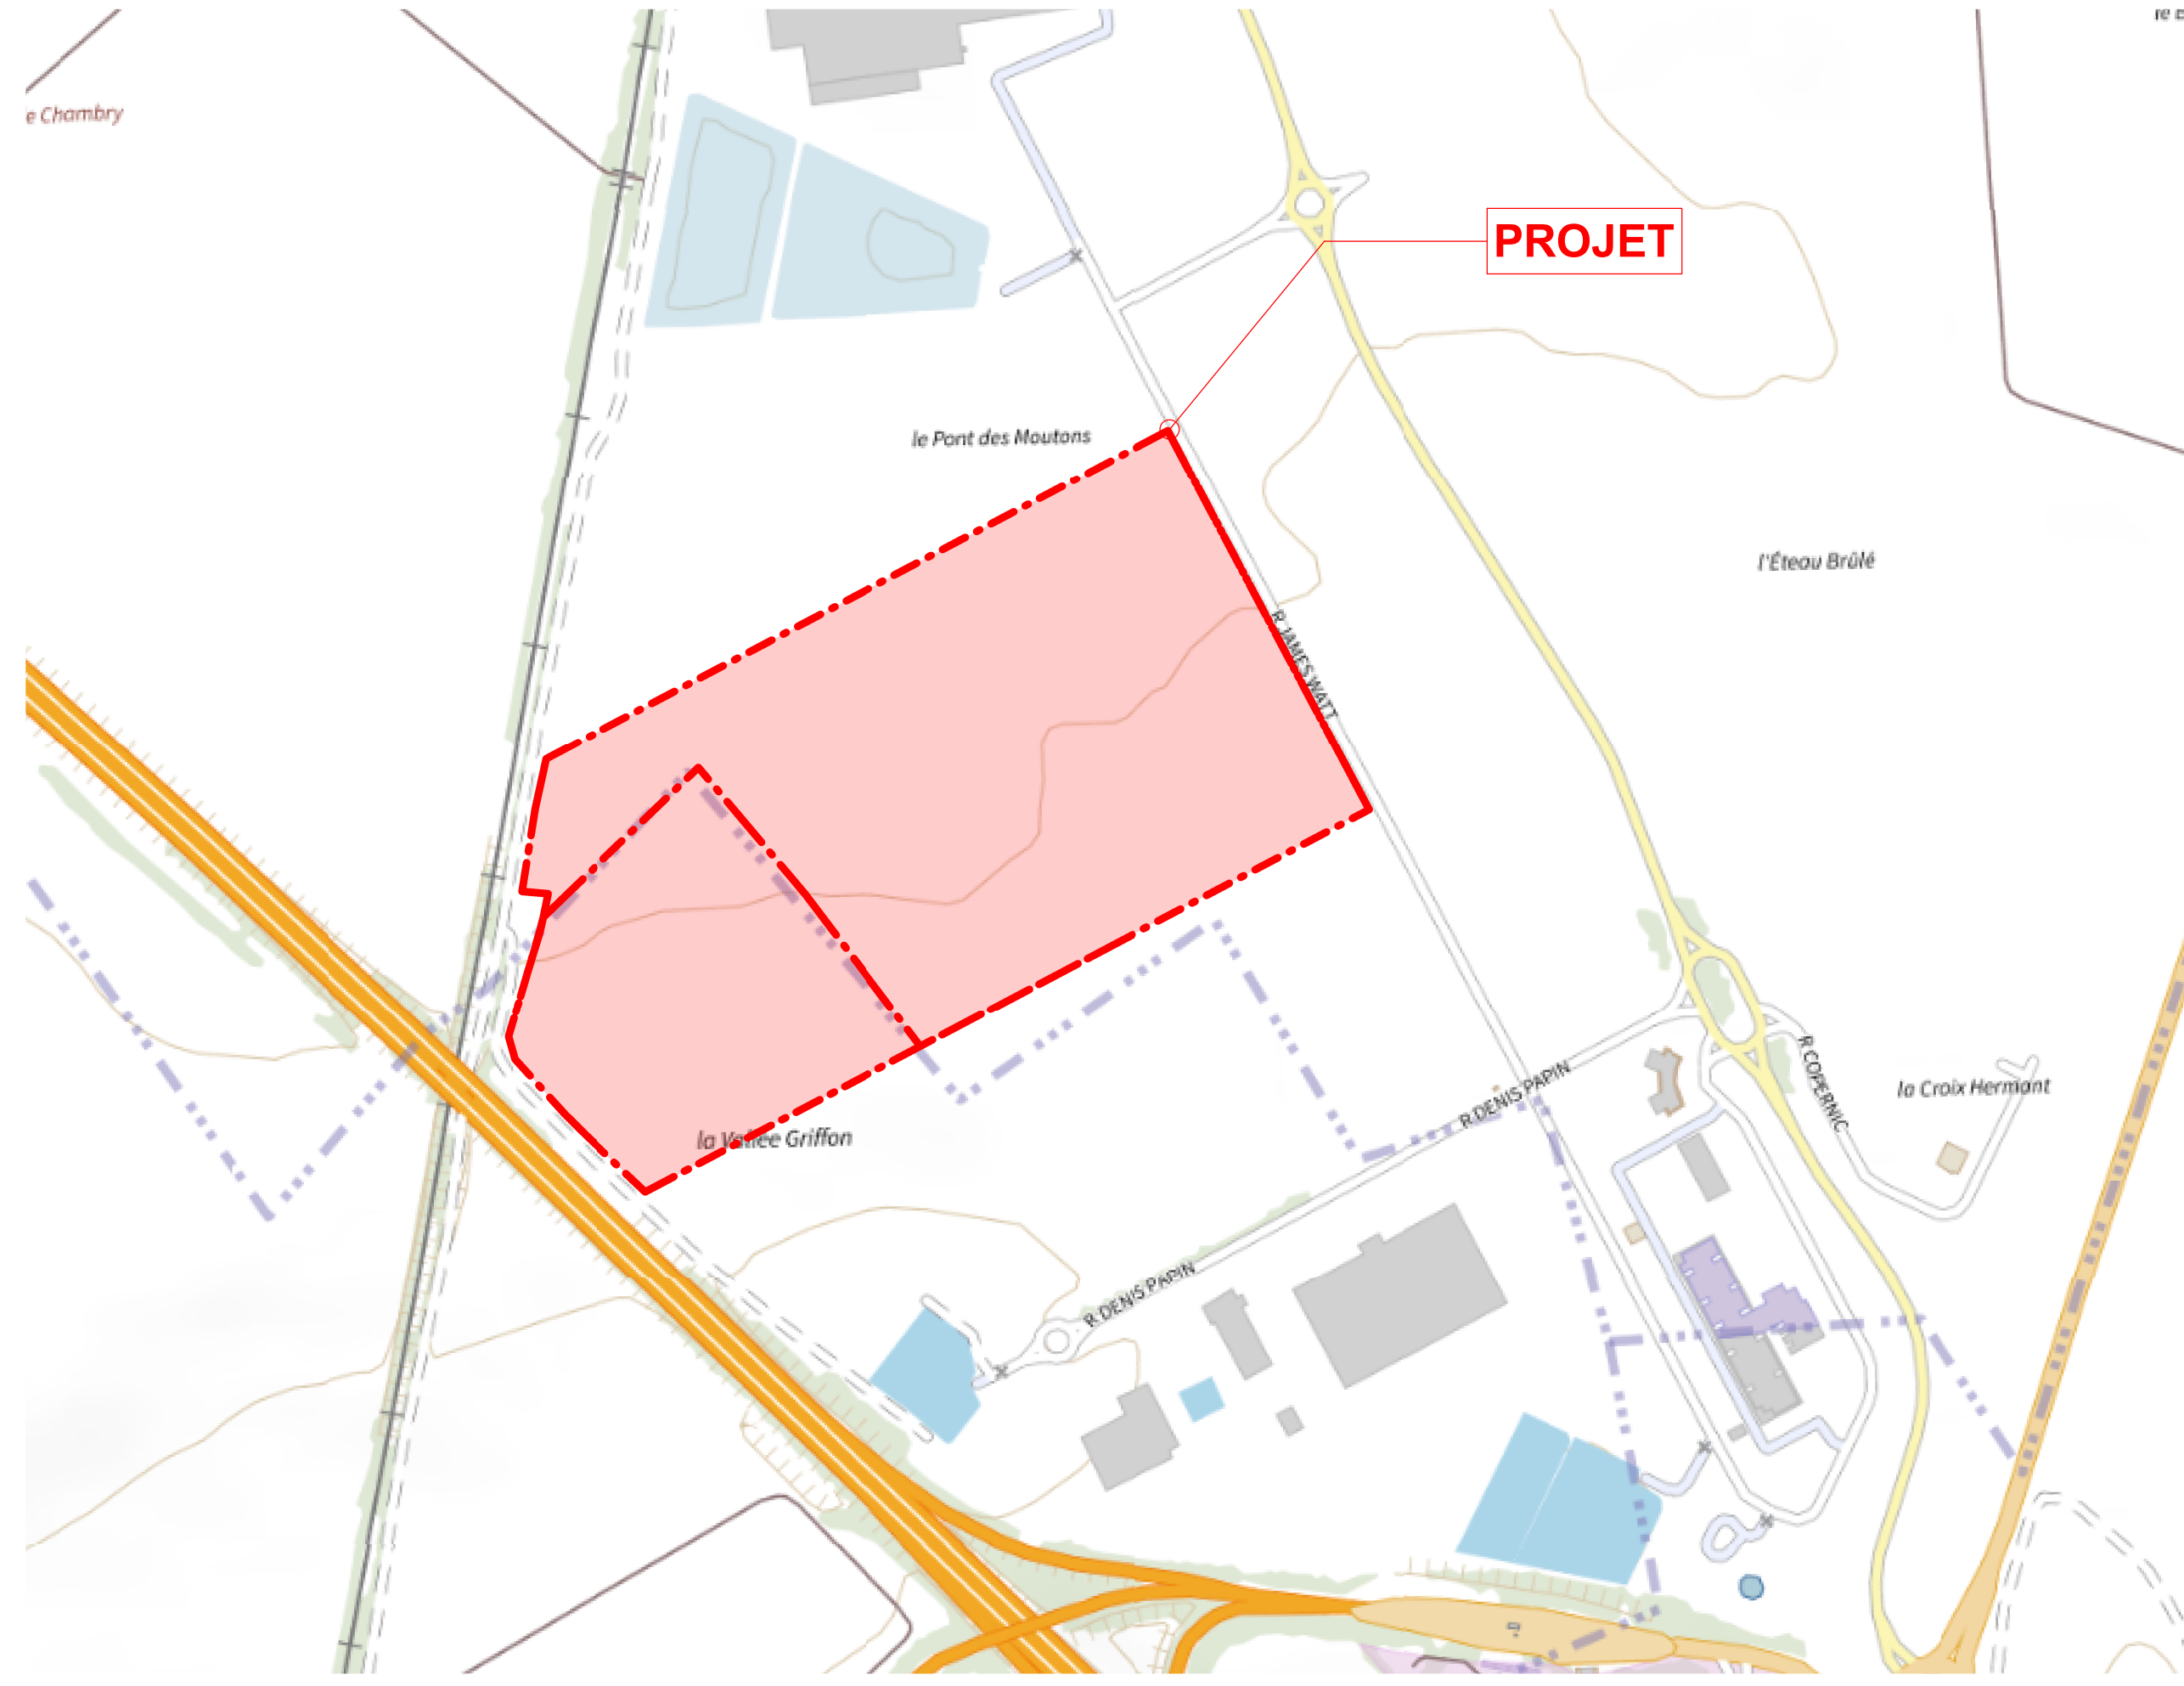 e Chambry
PROJET
le Pont des Moutons
l'Éteau Brûlé
R JAMES WATT
R DENIS PAPIN
R COPERNIC
la Croix Hermant
la Vallée Griffon
R DENIS PAPIN